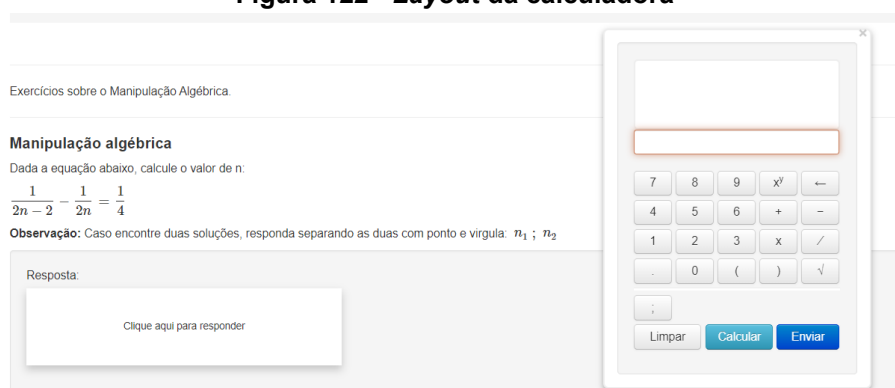 Figura 122 - Layout da calculadora
×
Exercícios sobre o Manipulação Algébrica.
Manipulação algébrica
Dada a equação abaixo, calcule o valor de n:
1/(2n − 2) − 1/(2n) = 1/4
Observação: Caso encontre duas soluções, responda separando as duas com ponto e virgula: n₁ ; n₂
Resposta:
Clique aqui para responder
7 8 9 xʸ ←
4 5 6 + −
1 2 3 x /
. 0 ( ) √
;
Limpar Calcular Enviar